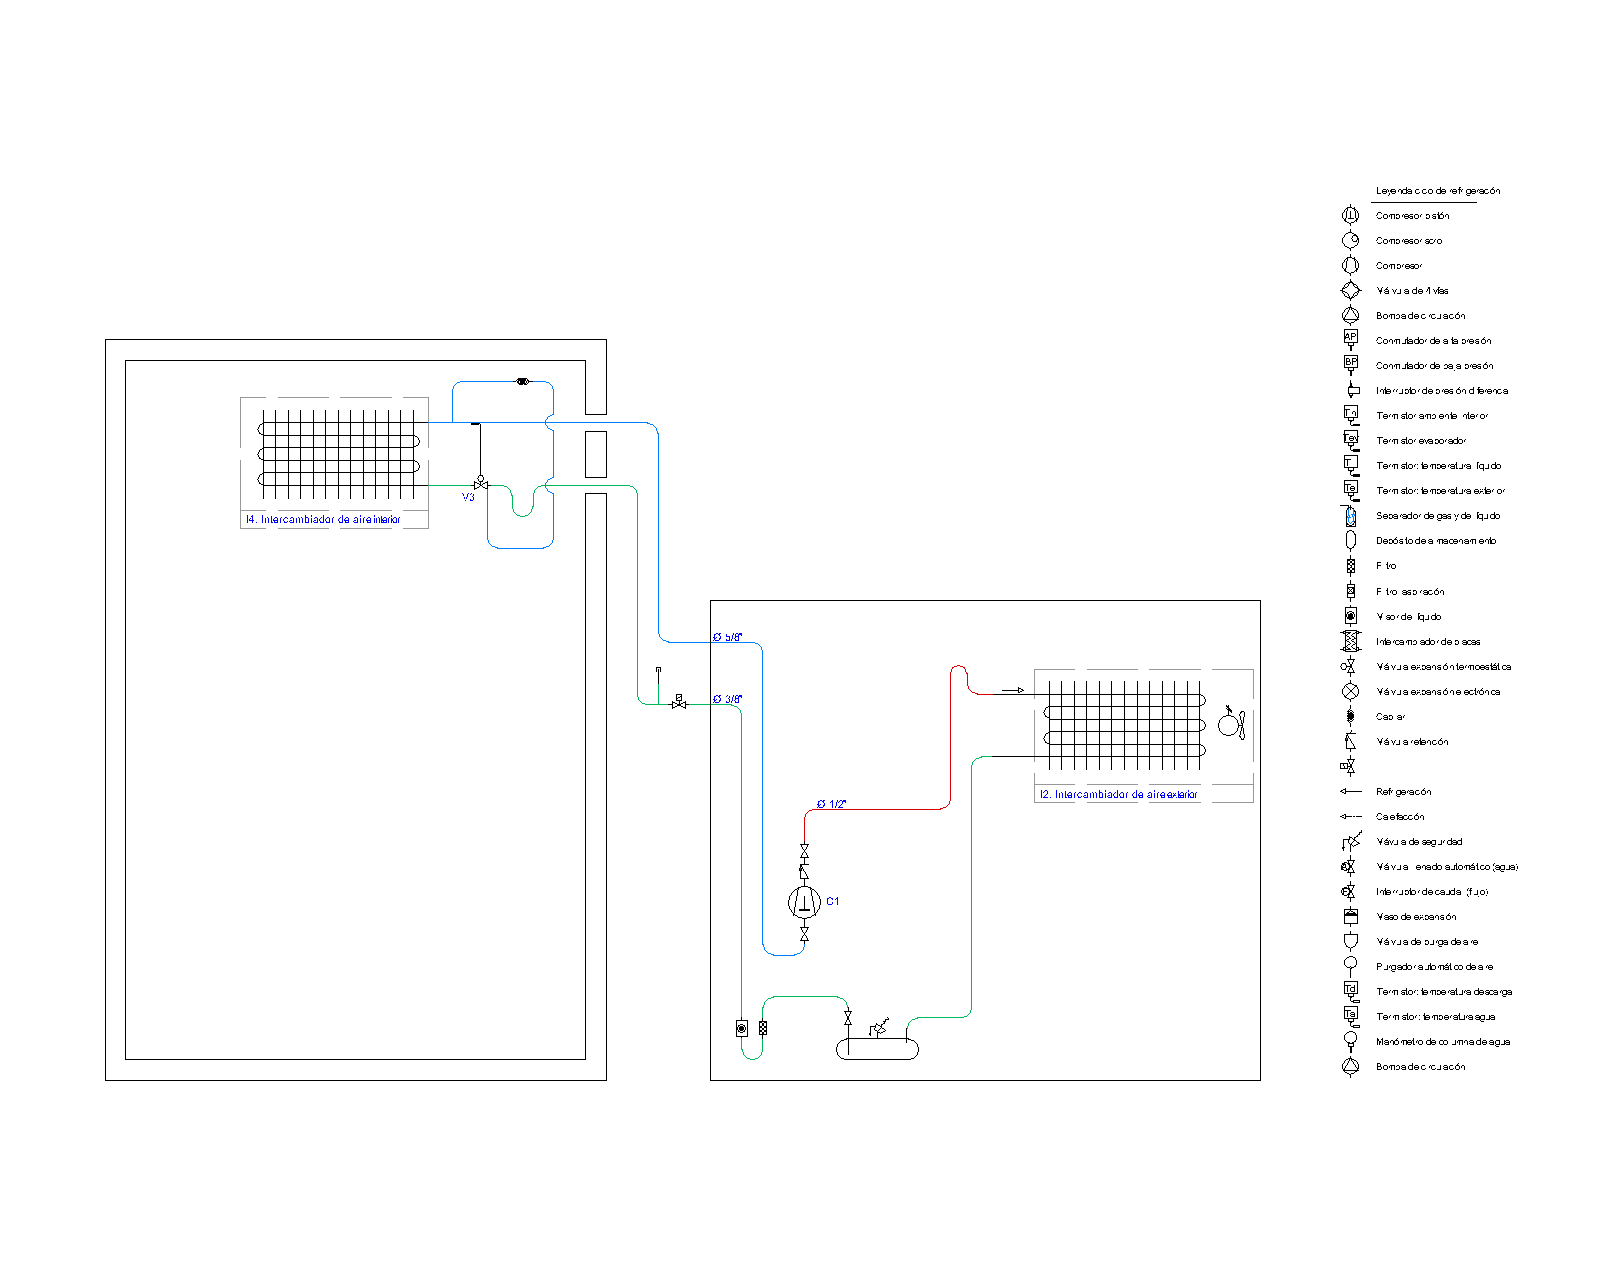 I4. Intercambiador de aire interior
V3
Ø 5/8"
Ø 3/8"
Ø 1/2"
C1
I2. Intercambiador de aire exterior
Leyenda ciclo de refrigeración
Compresor pistón
Compresor scroll
Compresor
Válvula de 4 vías
Bomba de circulación
AP
Conmutador de alta presión
BP
Conmutador de baja presión
Interruptor de presión diferencial
Termistor ambiente interior
Tev
Termistor evaporador
Termistor: temperatura líquido
Te
Termistor: temperatura exterior
Separador de gas y de líquido
Depósito de almacenamiento
Filtro
Filtro aspiración
Visor de líquido
Intercambiador de placas
Válvula expansión termostática
Válvula expansión electrónica
Capilar
Válvula retención
Refrigeración
Calefacción
Válvula de seguridad
Válvula llenado automático (agua)
Interruptor de caudal (flujo)
Vaso de expansión
Válvula de purga de aire
Purgador automático de aire
Td
Termistor: temperatura descarga
Ta
Termistor: temperatura agua
Manómetro de columna de agua
Bomba de circulación